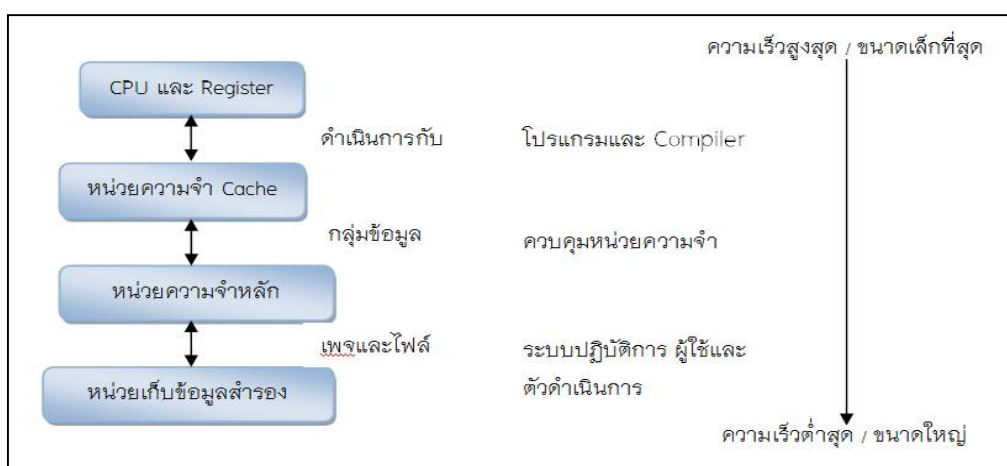 ความเร็วสูงสุด / ขนาดเล็กที่สุด
CPU และ Register
ดำเนินการกับ
โปรแกรมและ Compiler
หน่วยความจำ Cache
กลุ่มข้อมูล
ควบคุมหน่วยความจำ
หน่วยความจำหลัก
เพจและไฟล์
ระบบปฏิบัติการ ผู้ใช้และ
ตัวดำเนินการ
หน่วยเก็บข้อมูลสำรอง
ความเร็วต่ำสุด / ขนาดใหญ่